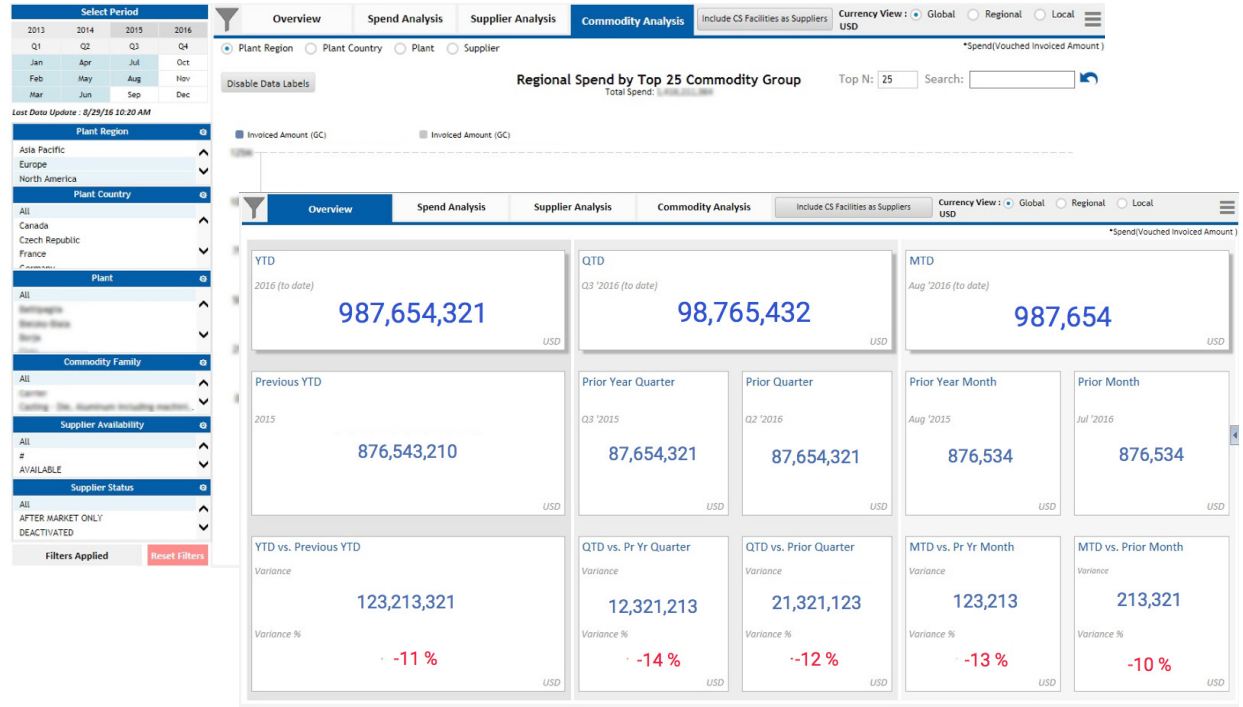 Select Period
2013 2014 2015 2016
Q1 Q2 Q3 Q4
Jan Apr Jul Oct
Feb May Aug Nov
Mar Jun Sep Dec
Last Data Update : 8/29/16 10:20 AM
Plant Region
Asia Pacific
Europe
North America
Plant Country
All
Canada
Czech Republic
France
Germany
Plant
All
Commodity Family
All
Carrier
Casting - Die, Aluminum including machini..
Supplier Availability
All
#
AVAILABLE
Supplier Status
All
AFTER MARKET ONLY
DEACTIVATED
Filters Applied Reset Filters
Overview Spend Analysis Supplier Analysis Commodity Analysis Include CS Facilities as Suppliers Currency View : Global Regional Local
USD
Plant Region Plant Country Plant Supplier *Spend(Vouched Invoiced Amount )
Disable Data Labels Regional Spend by Top 25 Commodity Group Top N: 25 Search:
Total Spend:
Invoiced Amount (GC) Invoiced Amount (GC)
125M
Overview Spend Analysis Supplier Analysis Commodity Analysis Include CS Facilities as Suppliers Currency View : Global Regional Local
USD
*Spend(Vouched Invoiced Amount )
YTD QTD MTD
2016 (to date) Q3 '2016 (to date) Aug '2016 (to date)
987,654,321 98,765,432 987,654
USD USD USD
Previous YTD Prior Year Quarter Prior Quarter Prior Year Month Prior Month
2015 Q3 '2015 Q2 '2016 Aug '2015 Jul '2016
876,543,210 87,654,321 87,654,321 876,534 876,534
USD USD USD USD USD
YTD vs. Previous YTD QTD vs. Pr Yr Quarter QTD vs. Prior Quarter MTD vs. Pr Yr Month MTD vs. Prior Month
Variance Variance Variance Variance Variance
123,213,321 12,321,213 21,321,123 123,213 213,321
Variance % Variance % Variance % Variance % Variance %
-11 % -14 % -12 % -13 % -10 %
USD USD USD USD USD